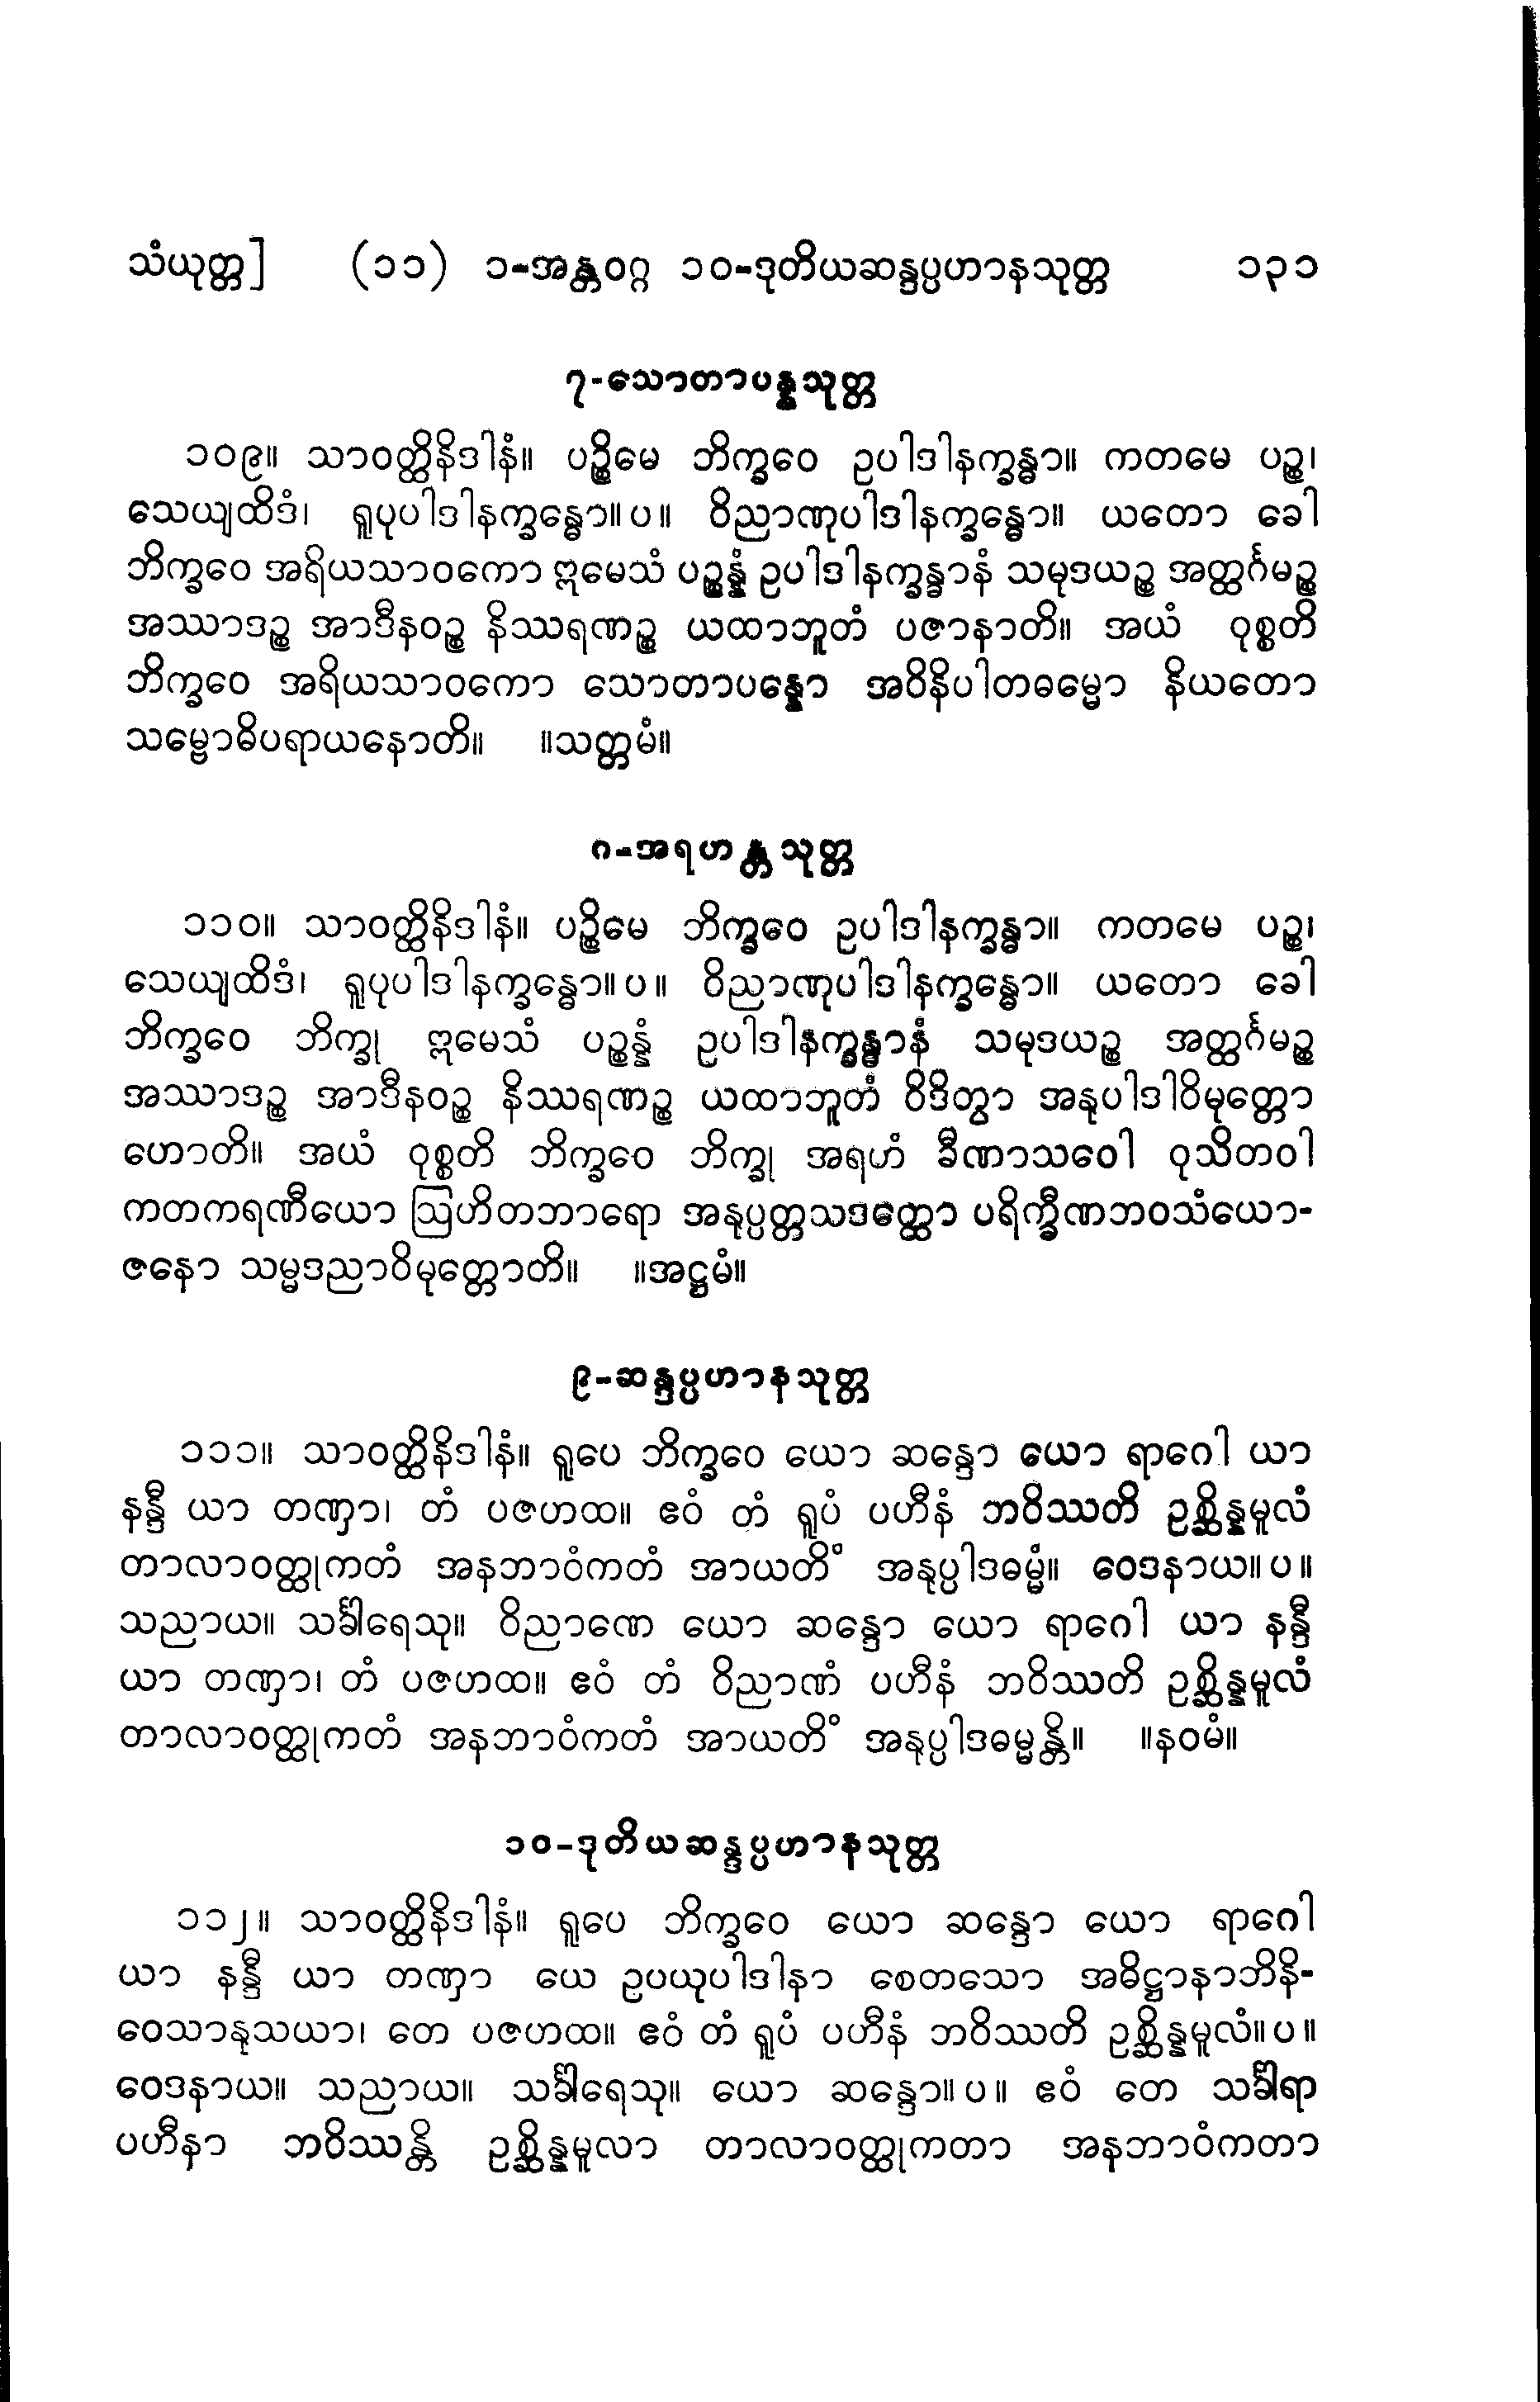 သံယုတ္တ] (၁၁) ၁-အန္တဝဂ္ဂ ၁၀-ဒုတိယဆန္ဒပ္ပဟာနသုတ္တ ၁၃၁
၇-သောတာပန္နသုတ္တ
၁၀၉။ သာဝတ္ထိနိဒါနံ။ ပဉ္စိမေ ဘိက္ခဝေ ဥပါဒါနက္ခန္ဓာ။ ကတမေ ပဉ္စ၊
သေယျထိဒံ၊ ရူပုပါဒါနက္ခန္ဓော။ပ။ ဝိညာဏုပါဒါနက္ခန္ဓော။ ယတော ခေါ
ဘိက္ခဝေ အရိယသာဝကော ဣမေသံ ပဉ္စန္နံ ဥပါဒါနက္ခန္ဓာနံ သမုဒယဉ္စ အတ္ထင်္ဂမဉ္စ
အဿာဒဉ္စ အာဒီနဝဉ္စ နိဿရဏဉ္စ ယထာဘူတံ ပဇာနာတိ။ အယံ ဝုစ္စတိ
ဘိက္ခဝေ အရိယသာဝကော သောတာပန္နော အဝိနိပါတဓမ္မော နိယတော
သမ္ဗောဓိပရာယနောတိ။ ။သတ္တမံ။
၈-အရဟန္တသုတ္တ
၁၁၀။ သာဝတ္ထိနိဒါနံ။ ပဉ္စိမေ ဘိက္ခဝေ ဥပါဒါနက္ခန္ဓာ။ ကတမေ ပဉ္စ၊
သေယျထိဒံ၊ ရူပုပါဒါနက္ခန္ဓော။ပ။ ဝိညာဏုပါဒါနက္ခန္ဓော။ ယတော ခေါ
ဘိက္ခဝေ ဘိက္ခု ဣမေသံ ပဉ္စန္နံ ဥပါဒါနက္ခန္ဓာနံ သမုဒယဉ္စ အတ္ထင်္ဂမဉ္စ
အဿာဒဉ္စ အာဒီနဝဉ္စ နိဿရဏဉ္စ ယထာဘူတံ ဝိဒိတွာ အနုပါဒါဝိမုတ္တော
ဟောတိ။ အယံ ဝုစ္စတိ ဘိက္ခဝေ ဘိက္ခု အရဟံ ခီဏာသဝေါ ဝုသိတဝါ
ကတကရဏီယော ဩဟိတဘာရော အနုပ္ပတ္တသဒတ္ထော ပရိက္ခီဏဘဝသံယော-
ဇနော သမ္မဒညာဝိမုတ္တောတိ။ ။အဋ္ဌမံ။
၉-ဆန္ဒပ္ပဟာနသုတ္တ
၁၁၁။ သာဝတ္ထိနိဒါနံ။ ရူပေ ဘိက္ခဝေ ယော ဆန္ဒော ယော ရာဂေါ ယာ
နန္ဒီ ယာ တဏှာ၊ တံ ပဇဟထ။ ဧဝံ တံ ရူပံ ပဟီနံ ဘဝိဿတိ ဥစ္ဆိန္နမူလံ
တာလာဝတ္ထုကတံ အနဘာဝံကတံ အာယတိံ အနုပ္ပါဒဓမ္မံ။ ဝေဒနာယ။ပ။
သညာယ။ သင်္ခါရေသု။ ဝိညာဏေ ယော ဆန္ဒော ယော ရာဂေါ ယာ နန္ဒီ
ယာ တဏှာ၊ တံ ပဇဟထ။ ဧဝံ တံ ဝိညာဏံ ပဟီနံ ဘဝိဿတိ ဥစ္ဆိန္နမူလံ
တာလာဝတ္ထုကတံ အနဘာဝံကတံ အာယတိံ အနုပ္ပါဒဓမ္မန္တိ။ ။နဝမံ။
၁၀-ဒုတိယဆန္ဒပ္ပဟာနသုတ္တ
၁၁၂။ သာဝတ္ထိနိဒါနံ။ ရူပေ ဘိက္ခဝေ ယော ဆန္ဒော ယော ရာဂေါ
ယာ နန္ဒီ ယာ တဏှာ ယေ ဥပယုပါဒါနာ စေတသော အဓိဋ္ဌာနာဘိနိ-
ဝေသာနုသယာ၊ တေ ပဇဟထ။ ဧဝံ တံ ရူပံ ပဟီနံ ဘဝိဿတိ ဥစ္ဆိန္နမူလံ။ပ။
ဝေဒနာယ။ သညာယ။ သင်္ခါရေသု။ ယော ဆန္ဒော။ပ။ ဧဝံ တေ သင်္ခါရာ
ပဟီနာ ဘဝိဿန္တိ ဥစ္ဆိန္နမူလာ တာလာဝတ္ထုကတာ အနဘာဝံကတာ